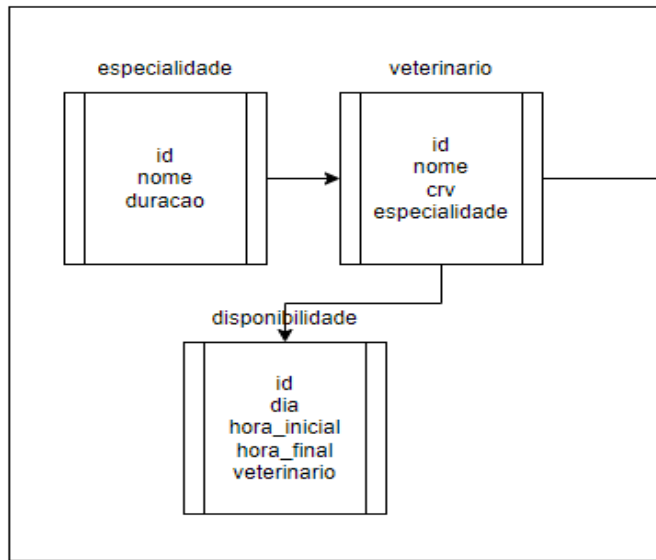 especialidade
veterinario
id
nome
duracao
id
nome
crv
especialidade
disponibilidade
id
dia
hora_inicial
hora_final
veterinario